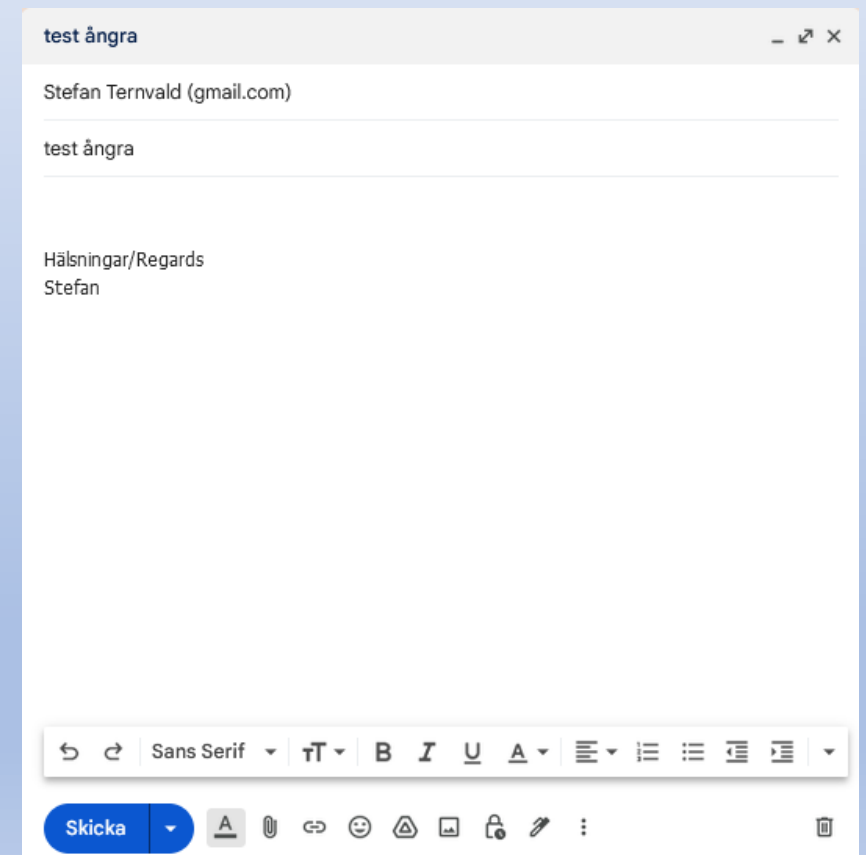 test ångra
Stefan Ternvald (gmail.com)
test ångra
Hälsningar/Regards
Stefan
Sans Serif
Skicka